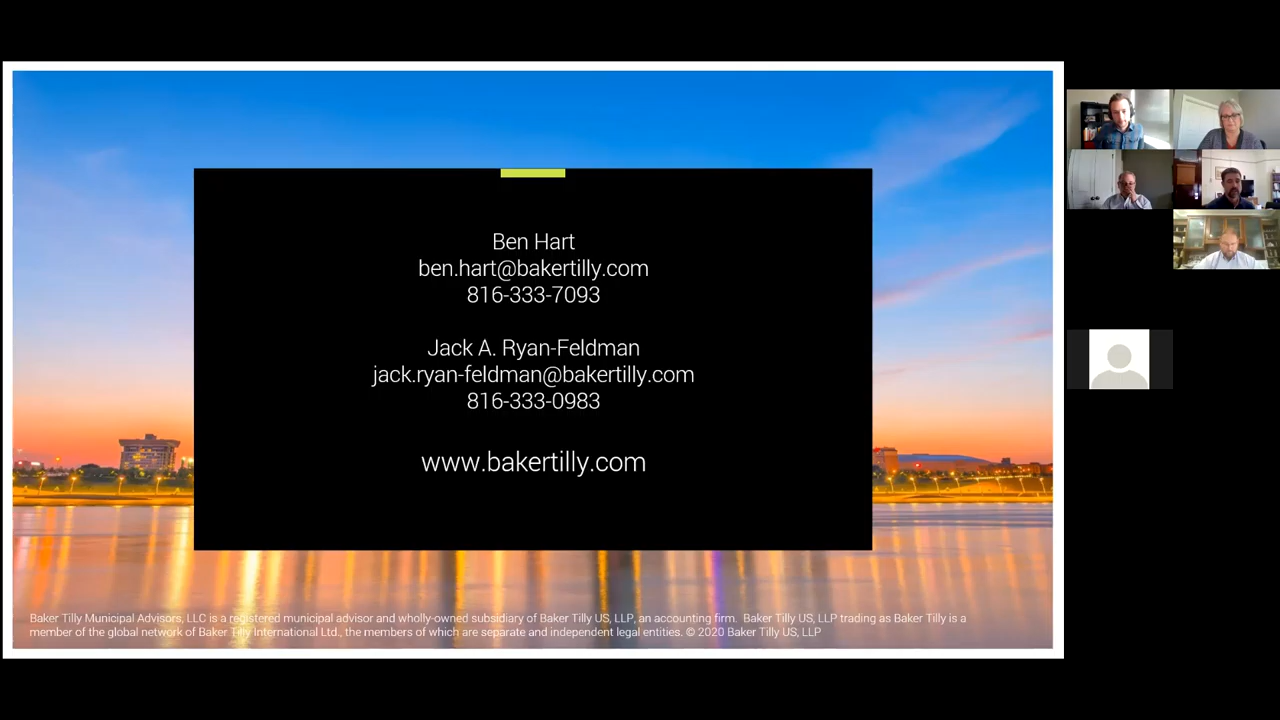 Ben Hart
ben.hart@bakertilly.com
816-333-7093
Jack A. Ryan-Feldman
jack.ryan-feldman@bakertilly.com
816-333-0983
www.bakertilly.com
Baker Tilly Municipal Advisors, LLC is a registered municipal advisor and wholly-owned subsidiary of Baker Tilly US, LLP, an accounting firm.  Baker Tilly US, LLP trading as Baker Tilly is a
member of the global network of Baker Tilly International Ltd., the members of which are separate and independent legal entities. © 2020 Baker Tilly US, LLP